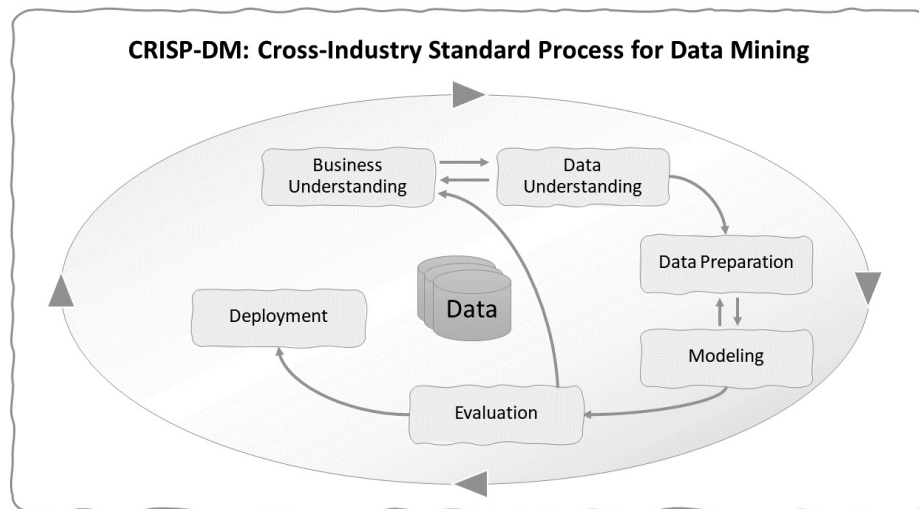 CRISP-DM: Cross-Industry Standard Process for Data Mining
Business
Understanding
Data
Understanding
Data Preparation
Data
Deployment
Modeling
Evaluation